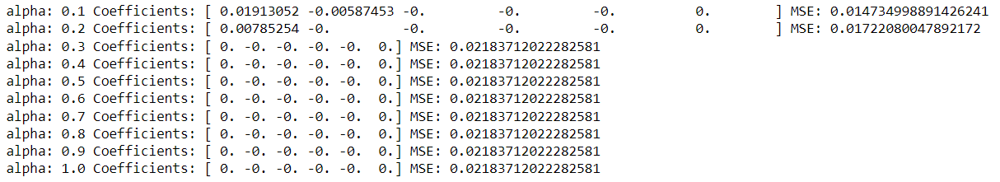 alpha: 0.1 Coefficients: [ 0.01913052 -0.00587453 -0.         -0.         -0.          0.        ] MSE: 0.014734998891426241
alpha: 0.2 Coefficients: [ 0.00785254 -0.         -0.         -0.         -0.          0.        ] MSE: 0.01722080047892172
alpha: 0.3 Coefficients: [ 0. -0. -0. -0. -0.  0.] MSE: 0.02183712022282581
alpha: 0.4 Coefficients: [ 0. -0. -0. -0. -0.  0.] MSE: 0.02183712022282581
alpha: 0.5 Coefficients: [ 0. -0. -0. -0. -0.  0.] MSE: 0.02183712022282581
alpha: 0.6 Coefficients: [ 0. -0. -0. -0. -0.  0.] MSE: 0.02183712022282581
alpha: 0.7 Coefficients: [ 0. -0. -0. -0. -0.  0.] MSE: 0.02183712022282581
alpha: 0.8 Coefficients: [ 0. -0. -0. -0. -0.  0.] MSE: 0.02183712022282581
alpha: 0.9 Coefficients: [ 0. -0. -0. -0. -0.  0.] MSE: 0.02183712022282581
alpha: 1.0 Coefficients: [ 0. -0. -0. -0. -0.  0.] MSE: 0.02183712022282581